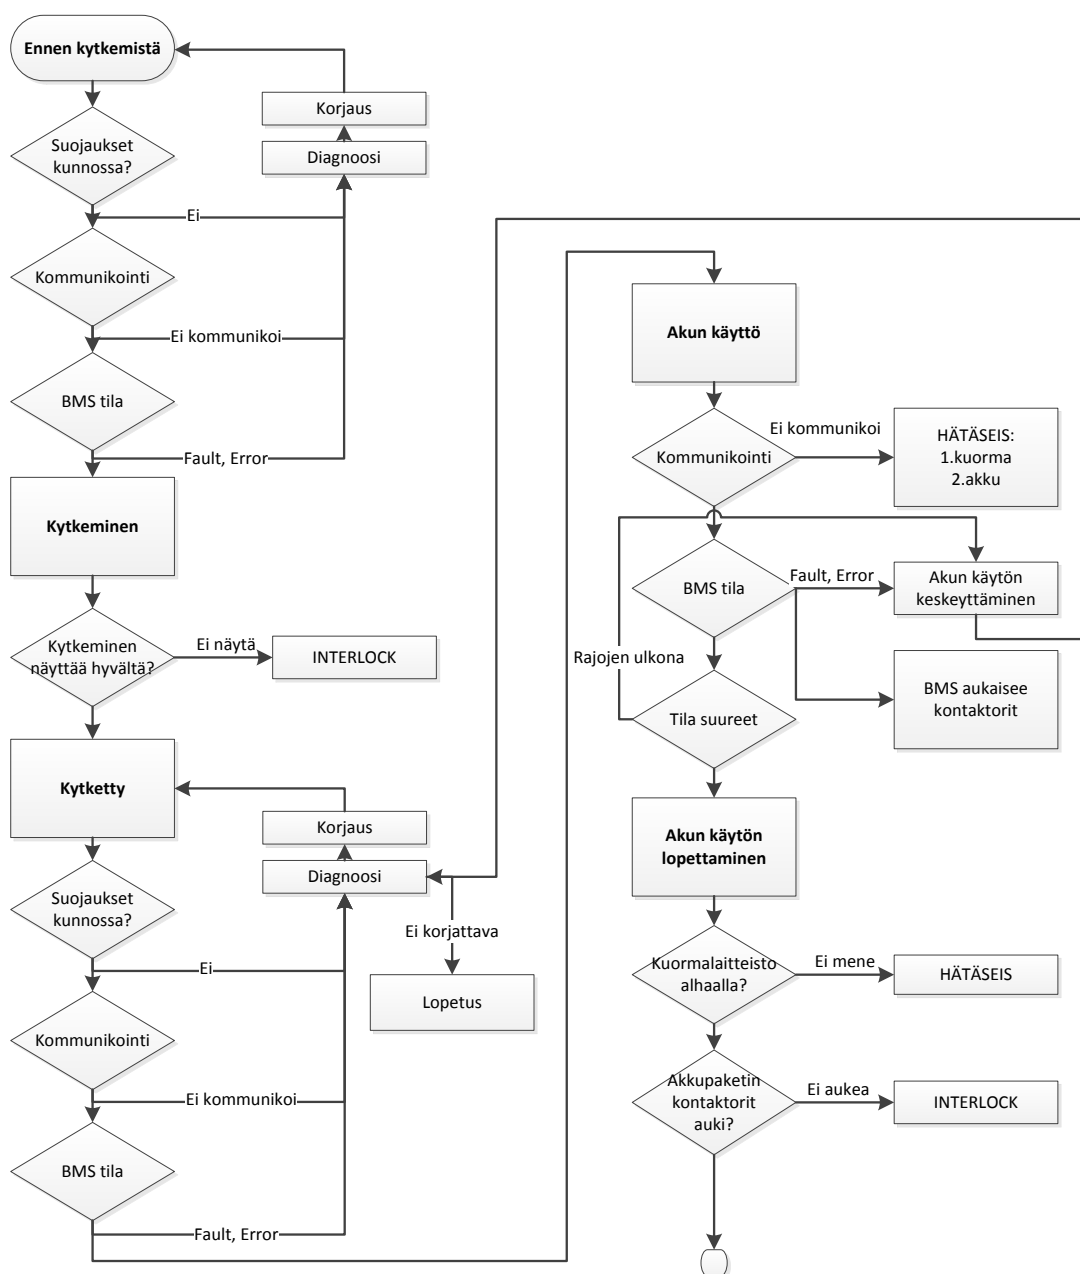 Ennen kytkemistä
Korjaus
Diagnoosi
Suojaukset
kunnossa?
Ei
Kommunikointi
Ei kommunikoi
BMS tila
Fault, Error
Kytkeminen
Kytkeminen
näyttää hyvältä?
Ei näytä
INTERLOCK
Kytketty
Korjaus
Diagnoosi
Suojaukset
kunnossa?
Ei korjattava
Ei
Lopetus
Kommunikointi
Ei kommunikoi
BMS tila
Fault, Error
Akun käyttö
Kommunikointi
Ei kommunikoi
HÄTÄSEIS:
1.kuorma
2.akku
BMS tila
Fault, Error
Akun käytön
keskeyttäminen
Rajojen ulkona
BMS aukaisee
kontaktorit
Tila suureet
Akun käytön
lopettaminen
Kuormalaitteisto
alhaalla?
Ei mene
HÄTÄSEIS
Akkupaketin
kontaktorit
auki?
Ei aukea
INTERLOCK